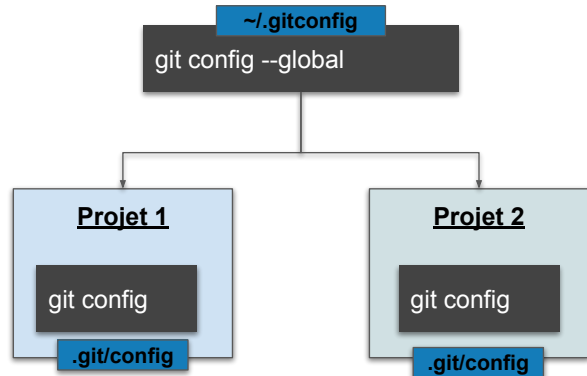 ~/.gitconfig
git config --global
Projet 1
git config
.git/config
Projet 2
git config
.git/config